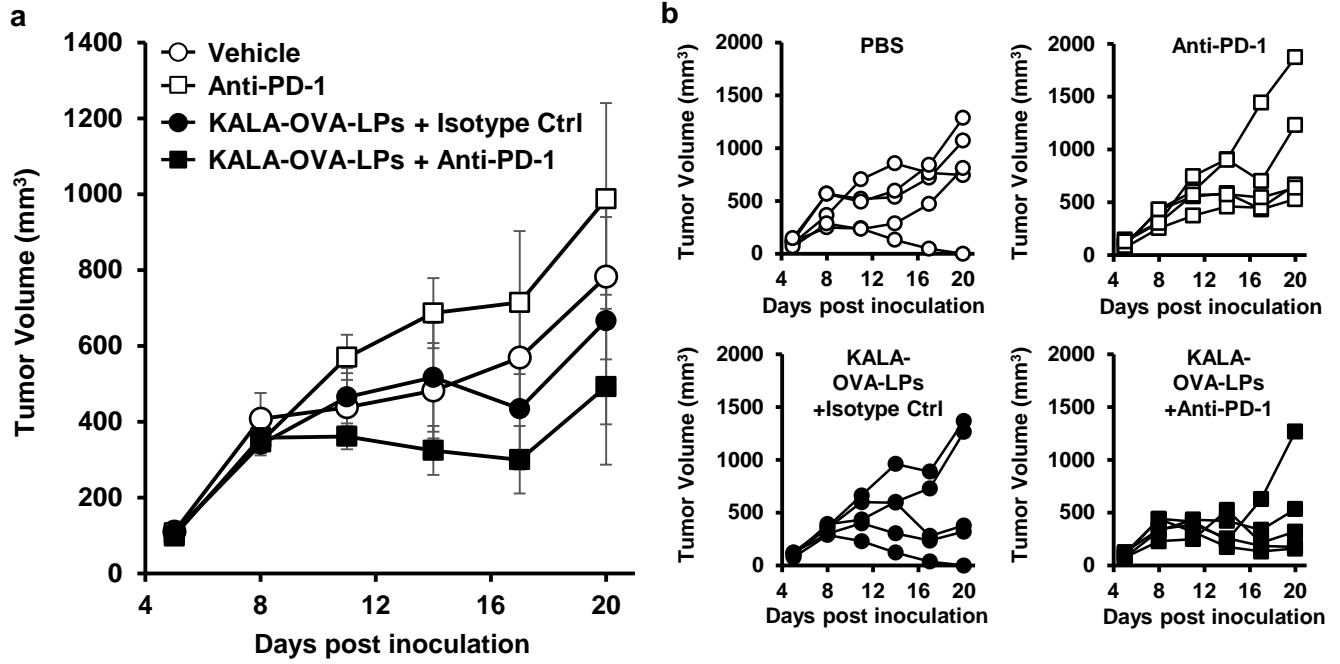 a
1400
1200
1000
800
600
400
200
0
4
8
12
16
20
Tumor Volume (mm³)
Days post inoculation
Vehicle
Anti-PD-1
KALA-OVA-LPs + Isotype Ctrl
KALA-OVA-LPs + Anti-PD-1
b
PBS
2000
1500
1000
500
0
4 8 12 16 20
Tumor Volume (mm³)
Days post inoculation
Anti-PD-1
2000
1500
1000
500
0
4 8 12 16 20
Tumor Volume (mm³)
Days post inoculation
KALA-
OVA-LPs
+Isotype Ctrl
2000
1500
1000
500
0
4 8 12 16 20
Tumor Volume (mm³)
Days post inoculation
KALA-
OVA-LPs
+Anti-PD-1
2000
1500
1000
500
0
4 8 12 16 20
Tumor Volume (mm³)
Days post inoculation